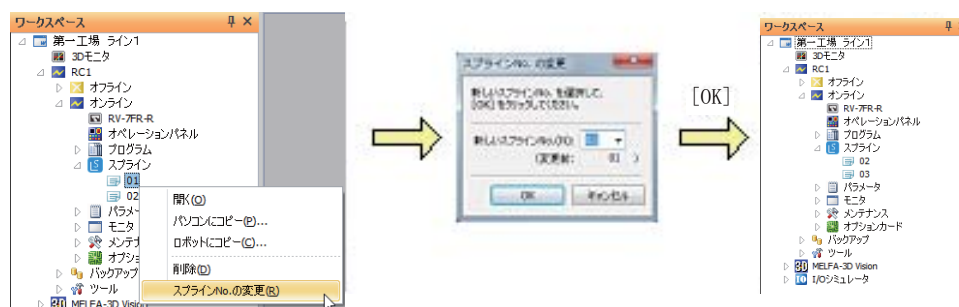 ワークスペース
第一工場 ライン1
3Dモニタ
RC1
オフライン
オンライン
RV-7FR-R
オペレーションパネル
プログラム
スプライン
01
02
パラメー
モニタ
メンテナ
オプショ
バックアップ
ツール
MELFA-3D Vision
開く(O)
パソコンにコピー(P)...
ロボットにコピー(C)...
削除(D)
スプラインNo.の変更(R)
スプラインNo. の変更
新しいスプラインNo. を選択して、
[OK] をクリックしてください。
新しいスプラインNo.(N):
(変更前: 01 )
OK キャンセル
[OK]
ワークスペース
第一工場 ライン1
3Dモニタ
RC1
オフライン
オンライン
RV-7FR-R
オペレーションパネル
プログラム
スプライン
02
03
パラメータ
モニタ
メンテナンス
オプションカード
バックアップ
ツール
MELFA-3D Vision
I/Oシミュレータ